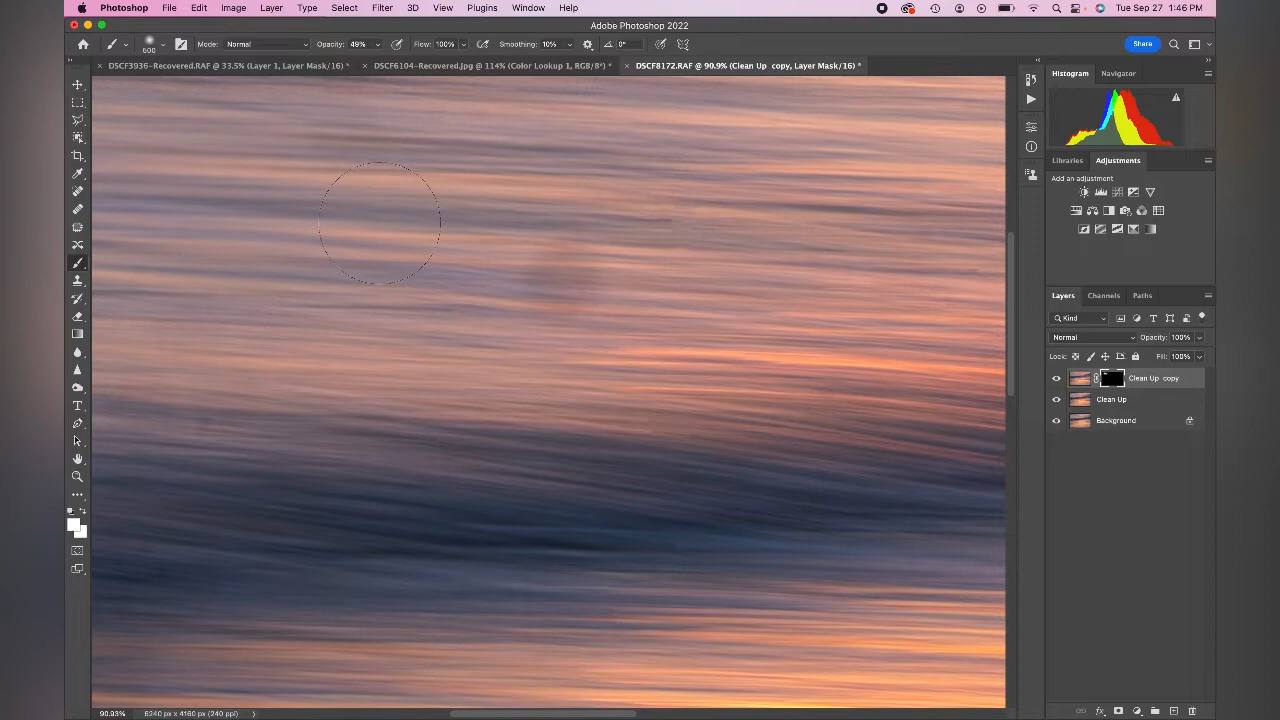 Photoshop File Edit Image Layer Type Select Filter 3D View Plugins Window Help Tue Sep 27 1:46 PM
Adobe Photoshop 2022
500 Mode: Normal Opacity: 49% Flow: 100% Smoothing: 10% 0° Share
DSCF3936-Recovered.RAF @ 33.5% (Layer 1, Layer Mask/16) * DSCF6104-Recovered.jpg @ 114% (Color Lookup 1, RGB/8*) * DSCF8172.RAF @ 90.9% (Clean Up copy, Layer Mask/16) *
Histogram Navigator
Libraries Adjustments
Add an adjustment
Layers Channels Paths
Kind
Normal Opacity: 100%
Lock: Fill: 100%
Clean Up copy
Clean Up
Background
90.93% 6240 px x 4160 px (240 ppi)